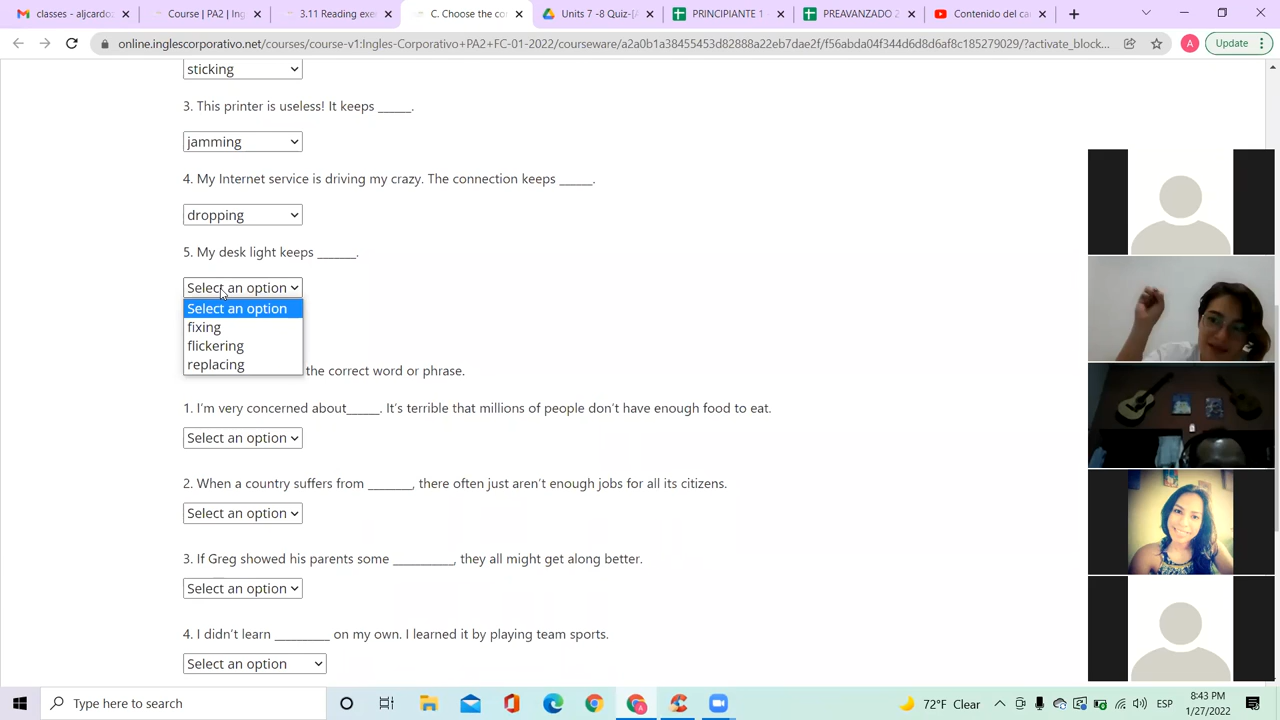 classes - aljcar
Course | PA2 | Ing
3.11 Reading exe
C. Choose the co
Units 7 -8 Quiz-[A
PRINCIPIANTE 1
PREAVANZADO 2
Contenido del ca
online.inglescorporativo.net/courses/course-v1:Ingles-Corporativo+PA2+FC-01-2022/courseware/a2a0b1a38455453d82888a22eb7dae2f/f56abda04f344d6d8d6af8c185279029/?activate_block...
A
Update
sticking
3. This printer is useless! It keeps ______.
jamming
4. My Internet service is driving my crazy. The connection keeps ______.
dropping
5. My desk light keeps _______.
Select an option
Select an option
fixing
flickering
replacing
the correct word or phrase.
1. I’m very concerned about______. It’s terrible that millions of people don’t have enough food to eat.
Select an option
2. When a country suffers from ________, there often just aren’t enough jobs for all its citizens.
Select an option
3. If Greg showed his parents some ___________, they all might get along better.
Select an option
4. I didn’t learn __________ on my own. I learned it by playing team sports.
Select an option
Type here to search
72°F Clear
ESP
8:43 PM
1/27/2022